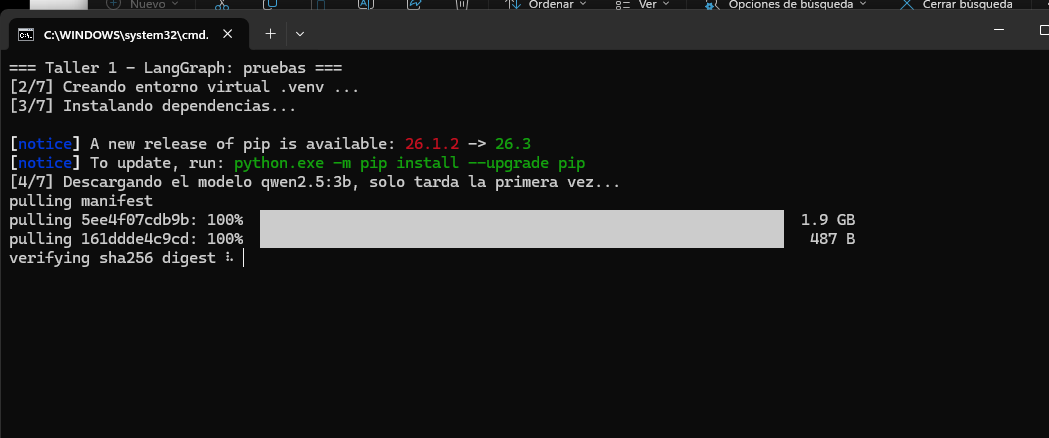 Nuevo Ordenar Ver Opciones de búsqueda Cerrar búsqueda
C:\WINDOWS\system32\cmd.
=== Taller 1 - LangGraph: pruebas ===
[2/7] Creando entorno virtual .venv ...
[3/7] Instalando dependencias...
[notice] A new release of pip is available: 26.1.2 -> 26.3
[notice] To update, run: python.exe -m pip install --upgrade pip
[4/7] Descargando el modelo qwen2.5:3b, solo tarda la primera vez...
pulling manifest
pulling 5ee4f07cdb9b: 100% 1.9 GB
pulling 161ddde4c9cd: 100% 487 B
verifying sha256 digest